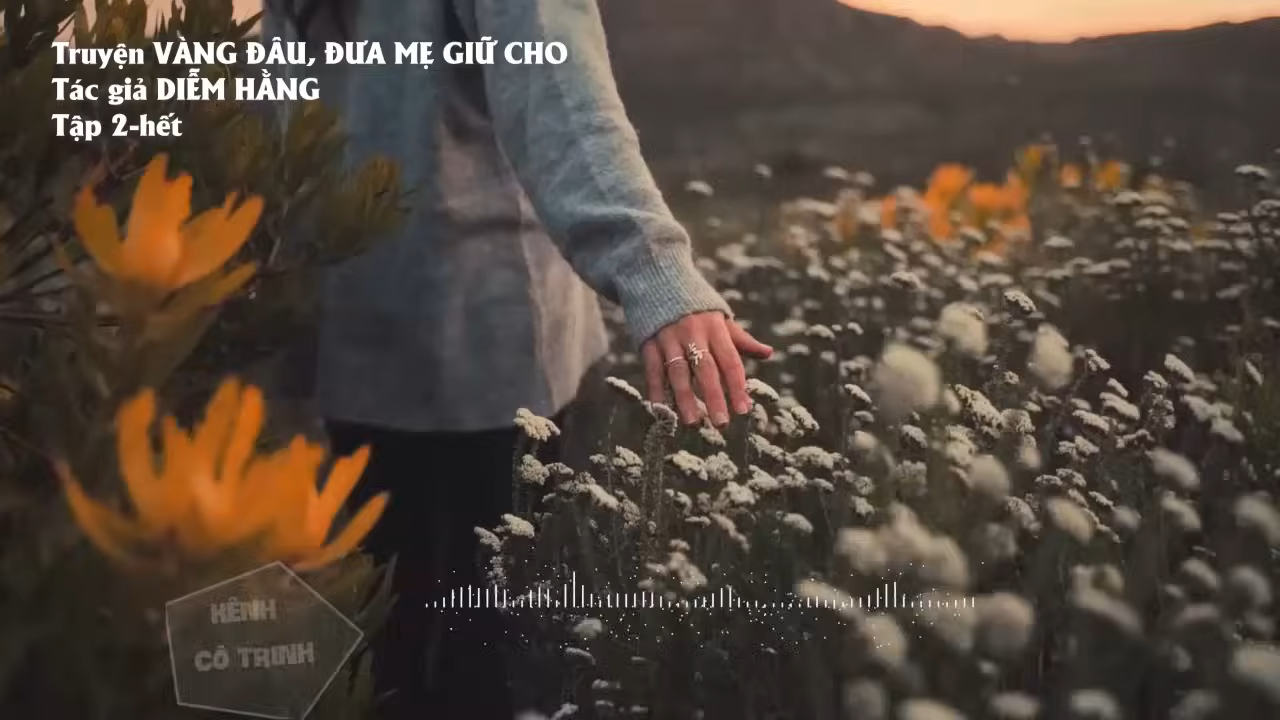 Truyện VÀNG ĐÂU, ĐƯA MẸ GIỮ CHO
Tác giả DIỄM HẰNG
Tập 2-hết
KÊNH
CÔ TRINH